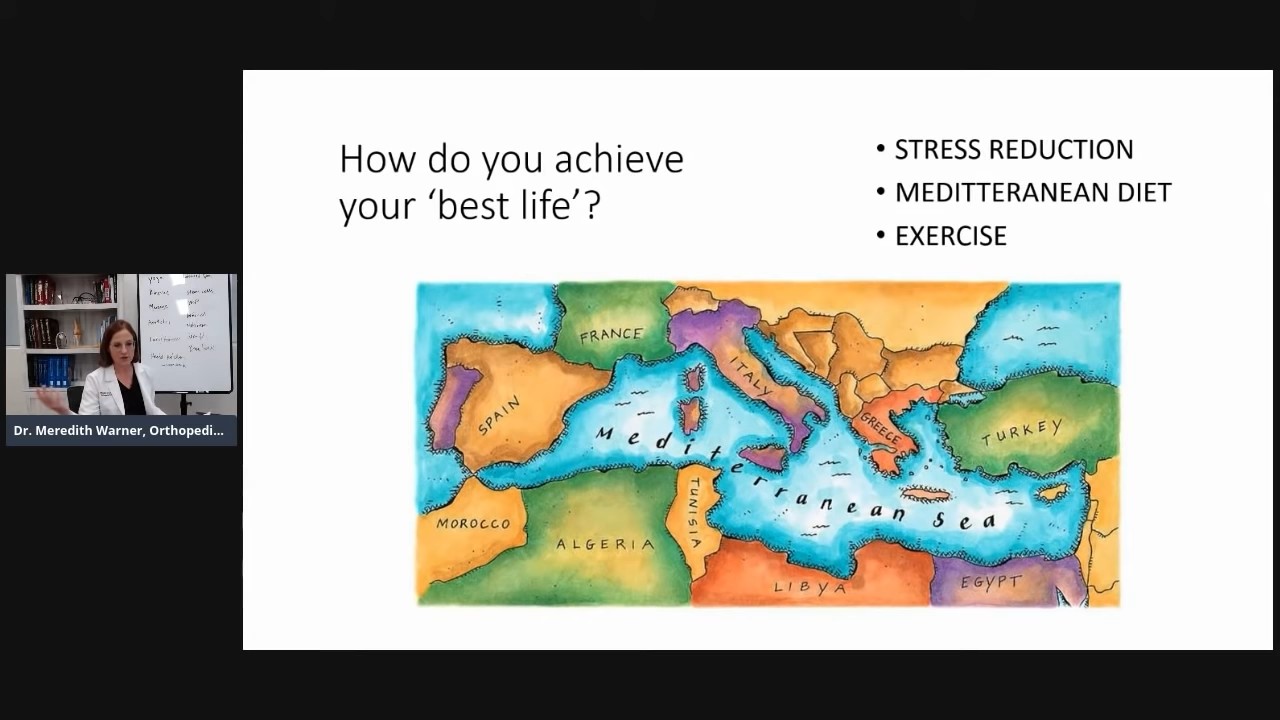 How do you achieve
your ‘best life’?
• STRESS REDUCTION
• MEDITTERANEAN DIET
• EXERCISE
FRANCE
ITALY
SPAIN
GREECE
TURKEY
Mediterranean Sea
TUNISIA
MOROCCO
ALGERIA
LIBYA
EGYPT
Dr. Meredith Warner, Orthopedi...